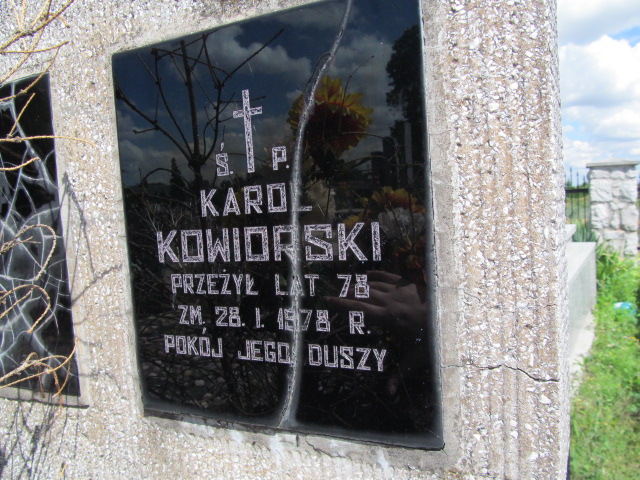 Ś. P.
KAROL
KOWIORSKI
PRZEŻYŁ LAT 78
ZM. 28. I. 1978 R.
POKÓJ JEGO DUSZY